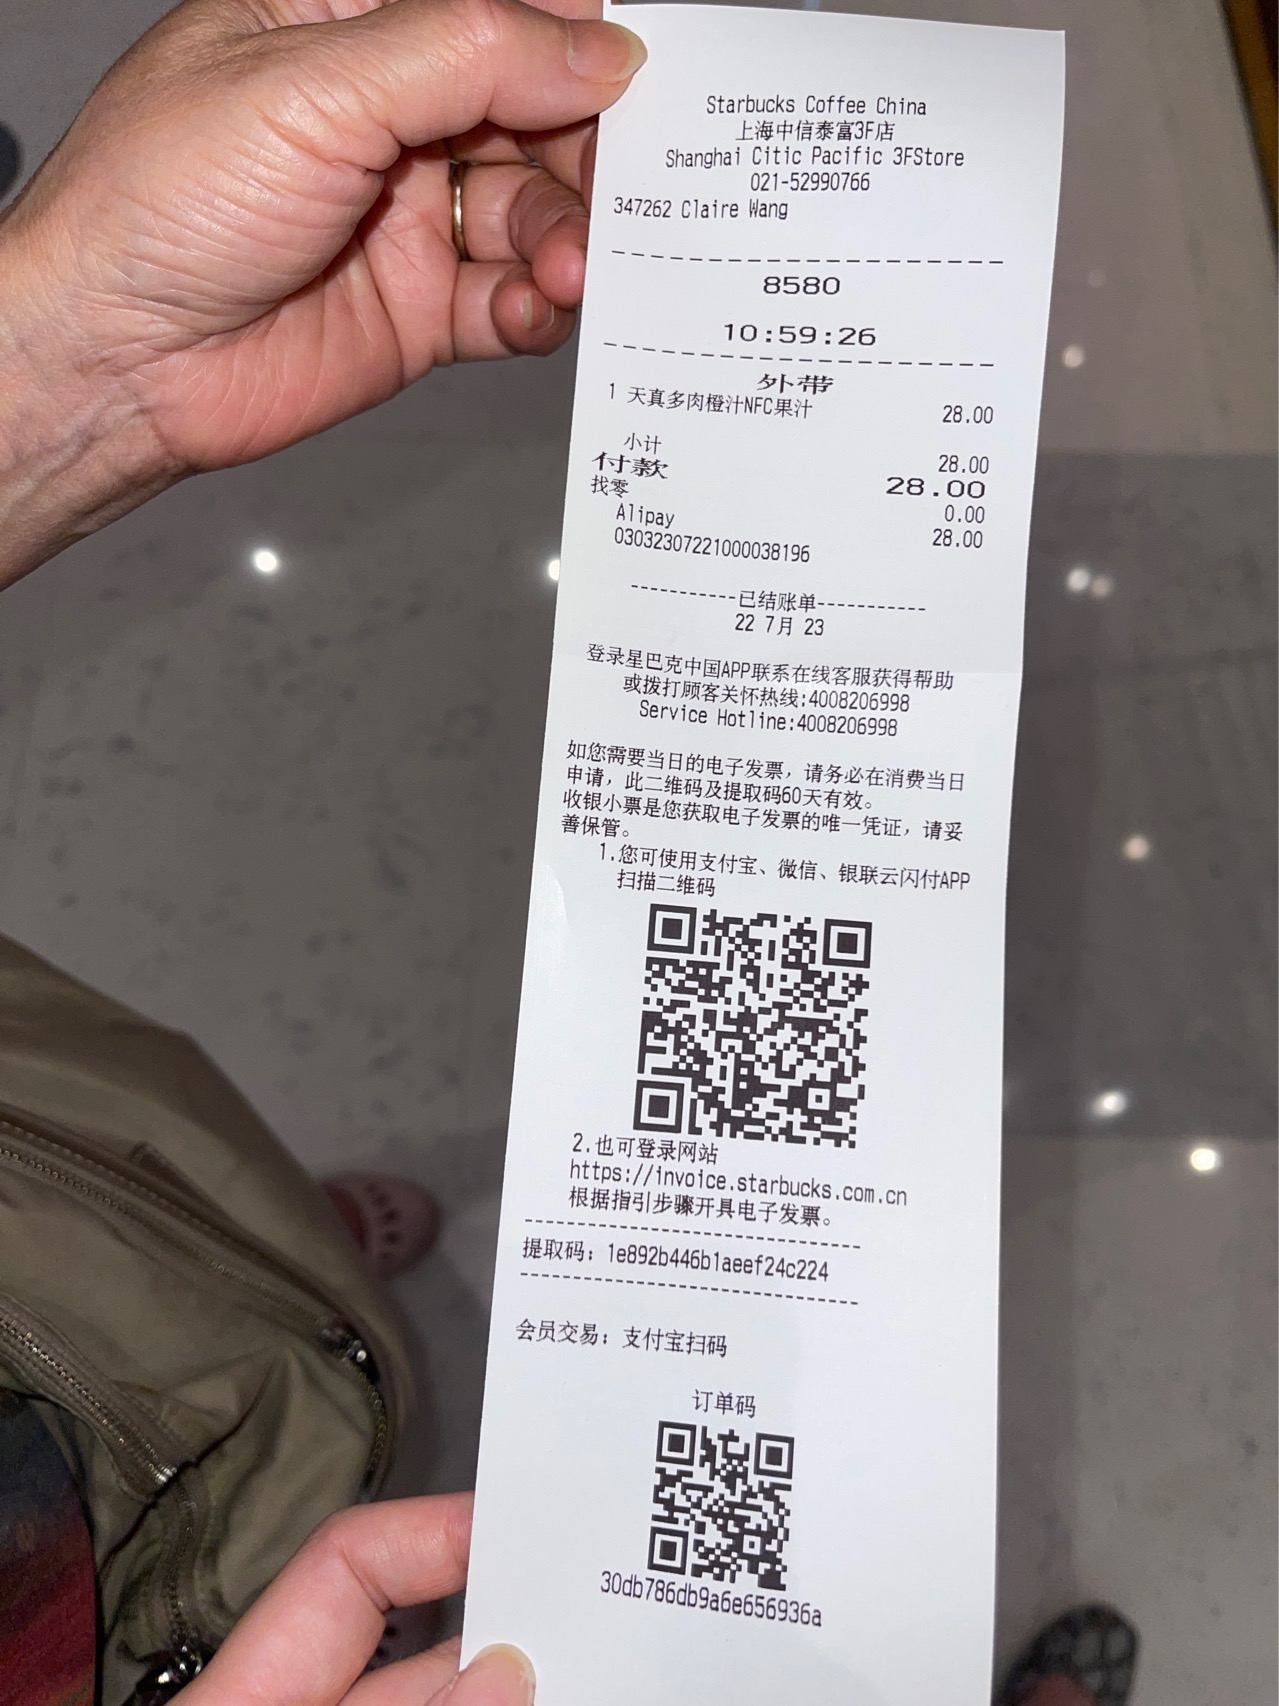 Starbucks Coffee China
上海中信泰富3F店
Shanghai Citic Pacific 3FStore
021-52990766
347262 Claire Wang
8580
10:59:26
外带
1 天真多肉橙汁NFC果汁 28.00
小计 28.00
付款 28.00
找零 0.00
Alipay 28.00
03032307221000038196
-----------已结账单-----------
22 7月 23
登录星巴克中国APP联系在线客服获得帮助
或拨打顾客关怀热线:4008206998
Service Hotline:4008206998
如您需要当日的电子发票，请务必在消费当日
申请，此二维码及提取码60天有效。
收银小票是您获取电子发票的唯一凭证，请妥
善保管。
1.您可使用支付宝、微信、银联云闪付APP
扫描二维码
2.也可登录网站
https://invoice.starbucks.com.cn
根据指引步骤开具电子发票。
提取码：1e892b446b1aeef24c224
会员交易：支付宝扫码
订单码
30db786db9a6e656936a